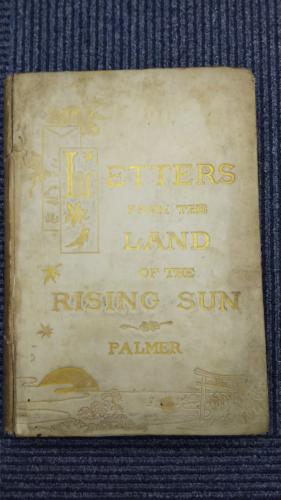 LETTERS
FROM THE
LAND
OF THE
RISING SUN
PALMER